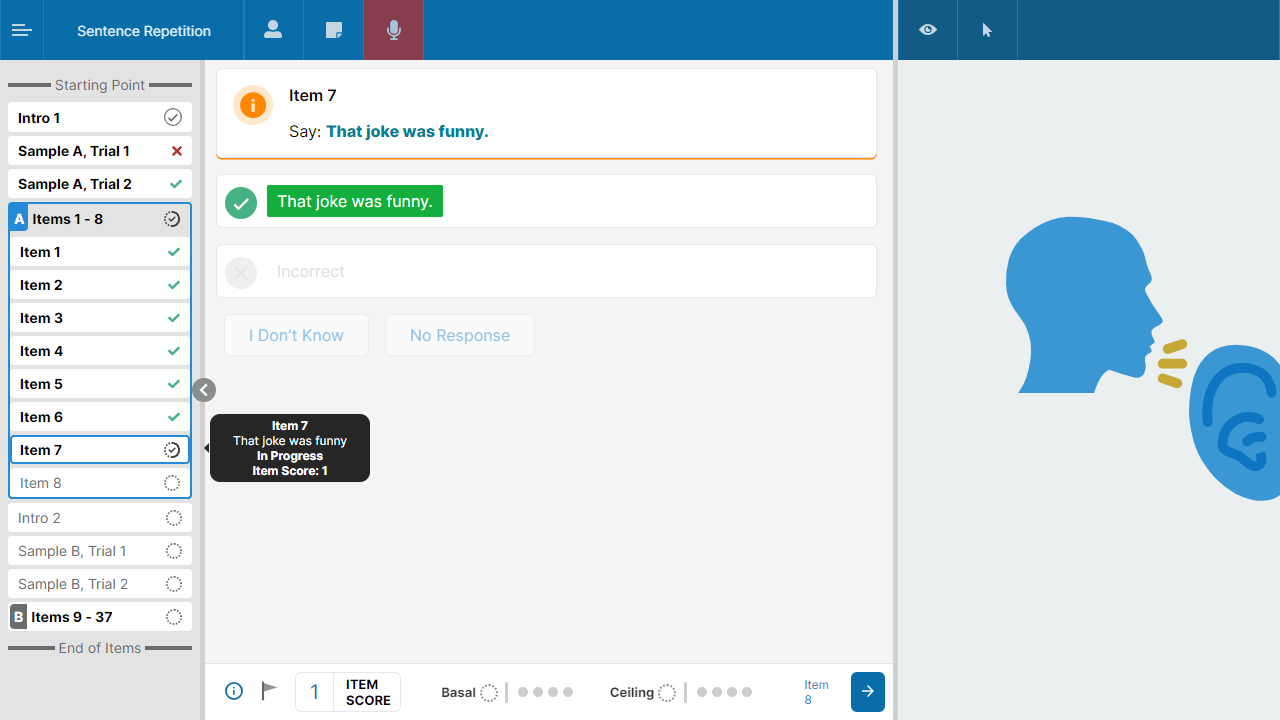 Sentence Repetition
Starting Point
Intro 1
Sample A, Trial 1
Sample A, Trial 2
A Items 1 - 8
Item 1
Item 2
Item 3
Item 4
Item 5
Item 6
Item 7
Item 8
Intro 2
Sample B, Trial 1
Sample B, Trial 2
B Items 9 - 37
End of Items
Item 7
Say: That joke was funny.
That joke was funny.
Incorrect
I Don't Know
No Response
Item 7
That joke was funny
In Progress
Item Score: 1
1
ITEM
SCORE
Basal
Ceiling
Item
8